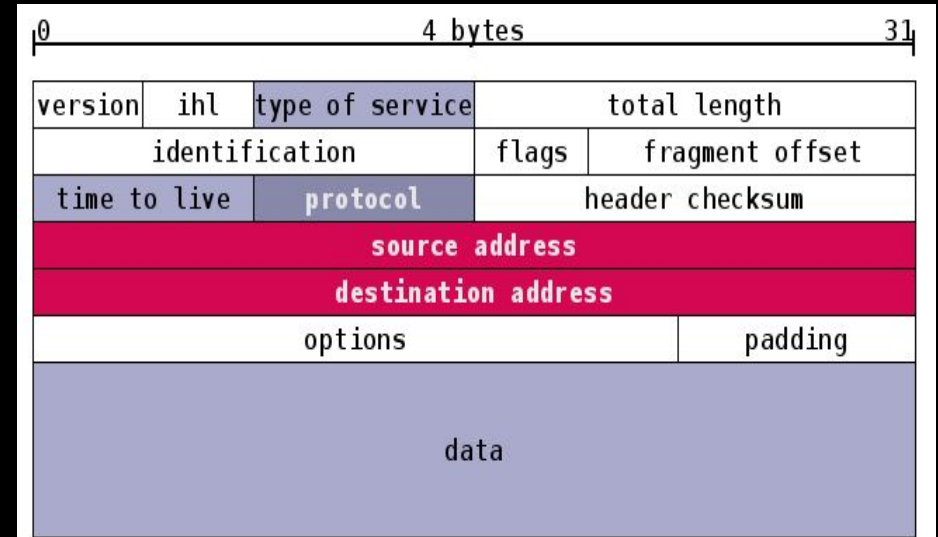 0 4 bytes 31
version ihl type of service total length
identification flags fragment offset
time to live protocol header checksum
source address
destination address
options padding
data